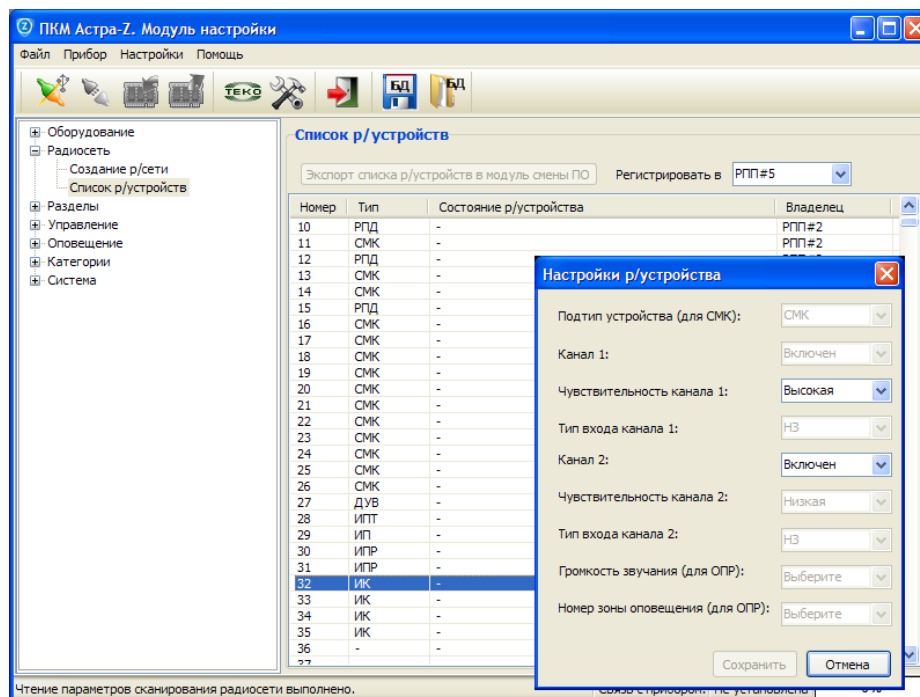 ПКМ Астра-Z. Модуль настройки
Файл Прибор Настройки Помощь
ТЕКО БД БД
Оборудование
Радиосеть
Создание р/сети
Список р/устройств
Разделы
Управление
Оповещение
Категории
Система
Список р/устройств
Экспорт списка р/устройств в модуль смены ПО Регистрировать в РПП#5
Номер Тип Состояние р/устройства Владелец
10 РПД - РПП#2
11 СМК - РПП#2
12 РПД -
13 СМК -
14 СМК -
15 РПД -
16 СМК -
17 СМК -
18 СМК -
19 СМК -
20 СМК -
21 СМК -
22 СМК -
23 СМК -
24 СМК -
25 СМК -
26 СМК -
27 ДУВ -
28 ИПТ -
29 ИП -
30 ИПР -
31 ИПР -
32 ИК -
33 ИК -
34 ИК -
35 ИК -
36 - -
Настройки р/устройства
Подтип устройства (для СМК): СМК
Канал 1: Включен
Чувствительность канала 1: Высокая
Тип входа канала 1: НЗ
Канал 2: Включен
Чувствительность канала 2: Низкая
Тип входа канала 2: НЗ
Громкость звучания (для ОПР): Выберите
Номер зоны оповещения (для ОПР): Выберите
Сохранить Отмена
Чтение параметров сканирования радиосети выполнено.